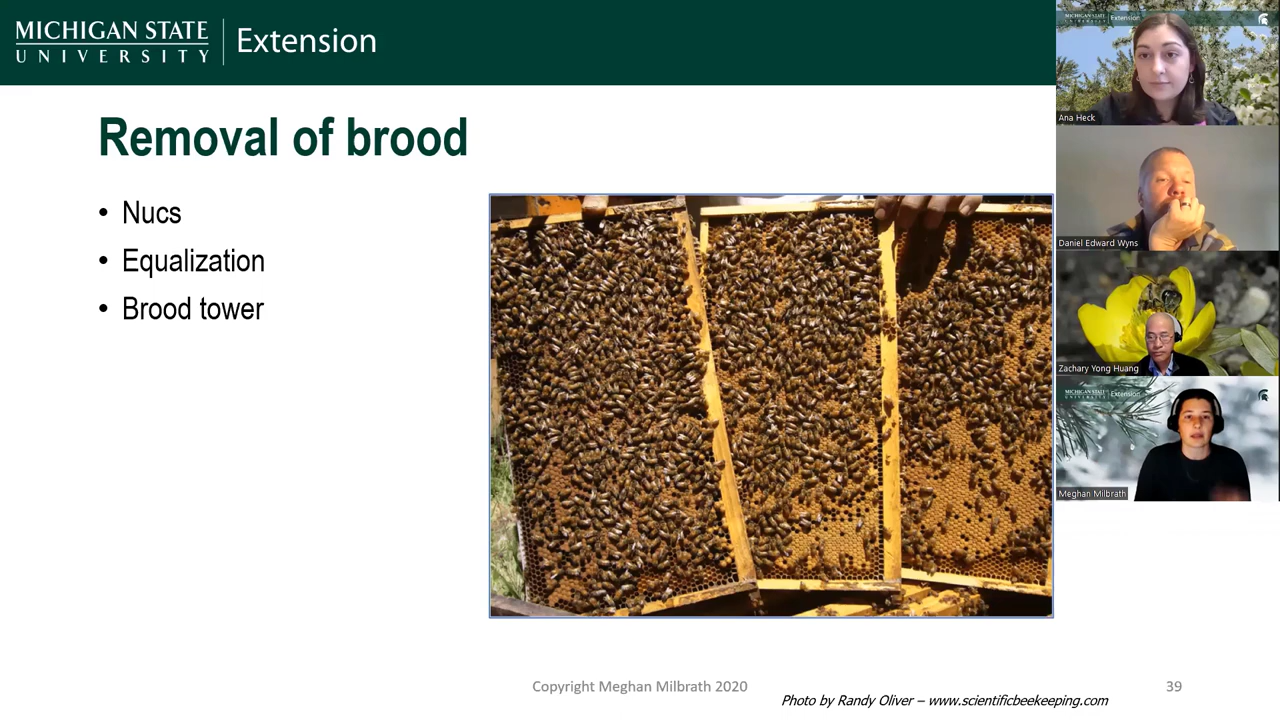 MICHIGAN STATE
UNIVERSITY
Extension
Removal of brood
• Nucs
• Equalization
• Brood tower
Copyright Meghan Milbrath 2020
39
Photo by Randy Oliver – www.scientificbeekeeping.com
MICHIGAN STATE
UNIVERSITY
Extension
Ana Heck
Daniel Edward Wyns
Zachary Yong Huang
MICHIGAN STATE
UNIVERSITY
Extension
Meghan Milbrath